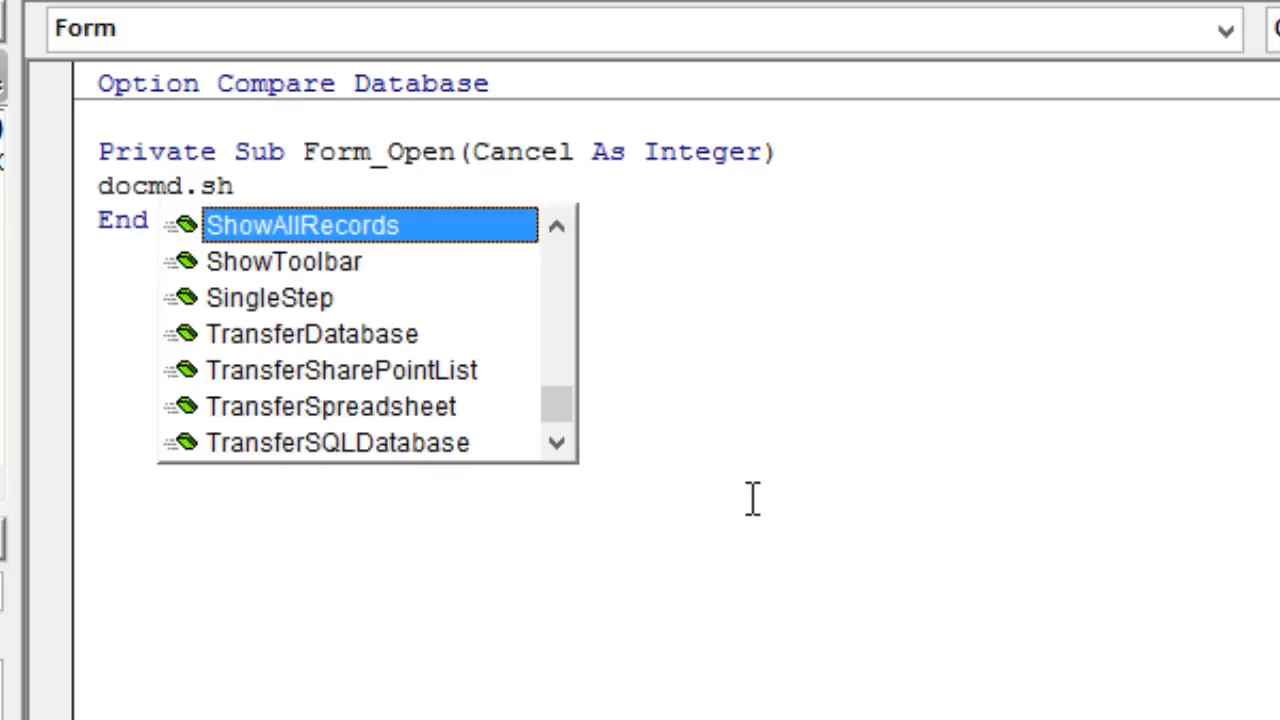 Form
Option Compare Database
Private Sub Form_Open(Cancel As Integer)
docmd.sh
End
ShowAllRecords
ShowToolbar
SingleStep
TransferDatabase
TransferSharePointList
TransferSpreadsheet
TransferSQLDatabase